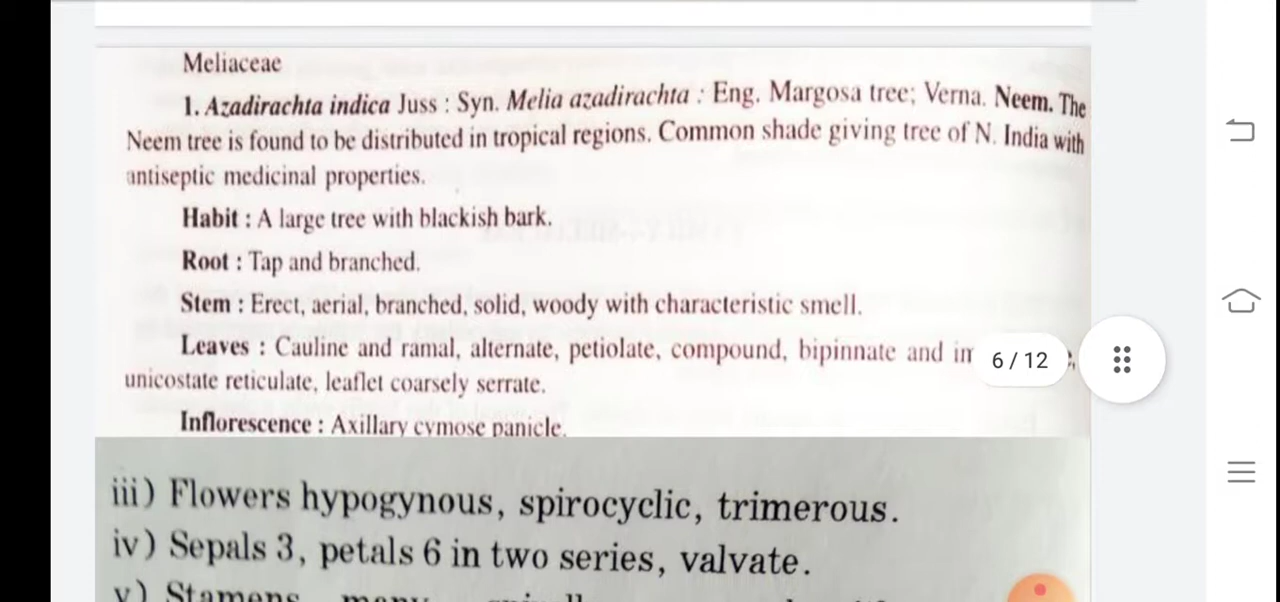 Meliaceae
1. Azadirachta indica Juss : Syn. Melia azadirachta : Eng. Margosa tree; Verna. Neem. The
Neem tree is found to be distributed in tropical regions. Common shade giving tree of N. India with
antiseptic medicinal properties.
Habit : A large tree with blackish bark.
Root : Tap and branched.
Stem : Erect, aerial, branched, solid, woody with characteristic smell.
Leaves : Cauline and ramal, alternate, petiolate, compound, bipinnate and
6 / 12
unicostate reticulate, leaflet coarsely serrate.
Inflorescence : Axillary cymose panicle.
iii) Flowers hypogynous, spirocyclic, trimerous.
iv) Sepals 3, petals 6 in two series, valvate.
v) Stamens many